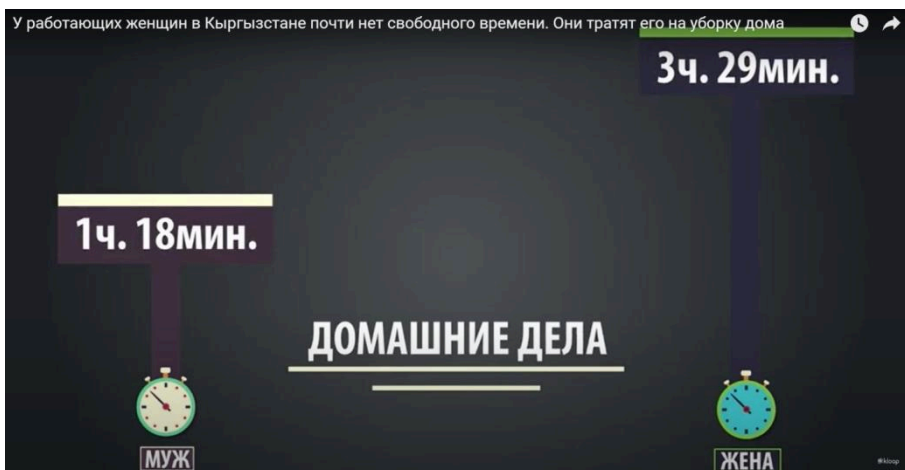 У работающих женщин в Кыргызстане почти нет свободного времени. Они тратят его на уборку дома
3ч. 29мин.
1ч. 18мин.
ДОМАШНИЕ ДЕЛА
МУЖ
ЖЕНА
kloop